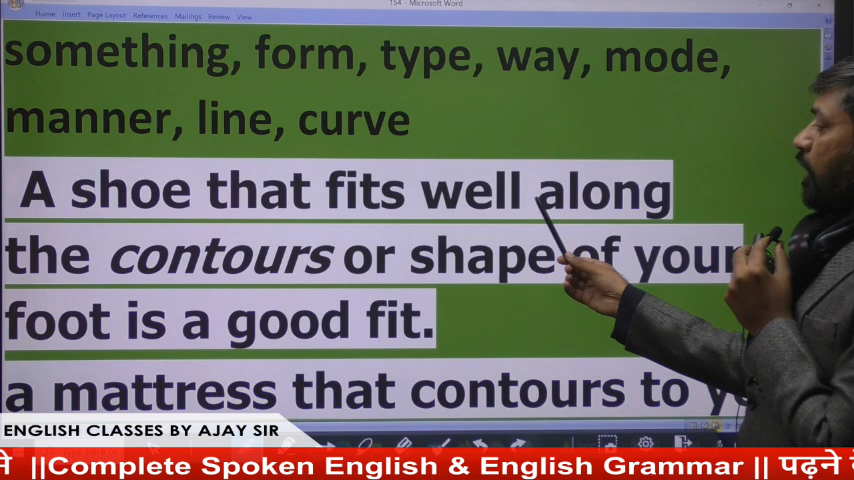 154 - Microsoft Word
Home Insert Page Layout References Mailings Review View
something, form, type, way, mode,
manner, line, curve
A shoe that fits well along
the contours or shape of your
foot is a good fit.
a mattress that contours to
ENGLISH CLASSES BY AJAY SIR
||Complete Spoken English & English Grammar || पढ़ने